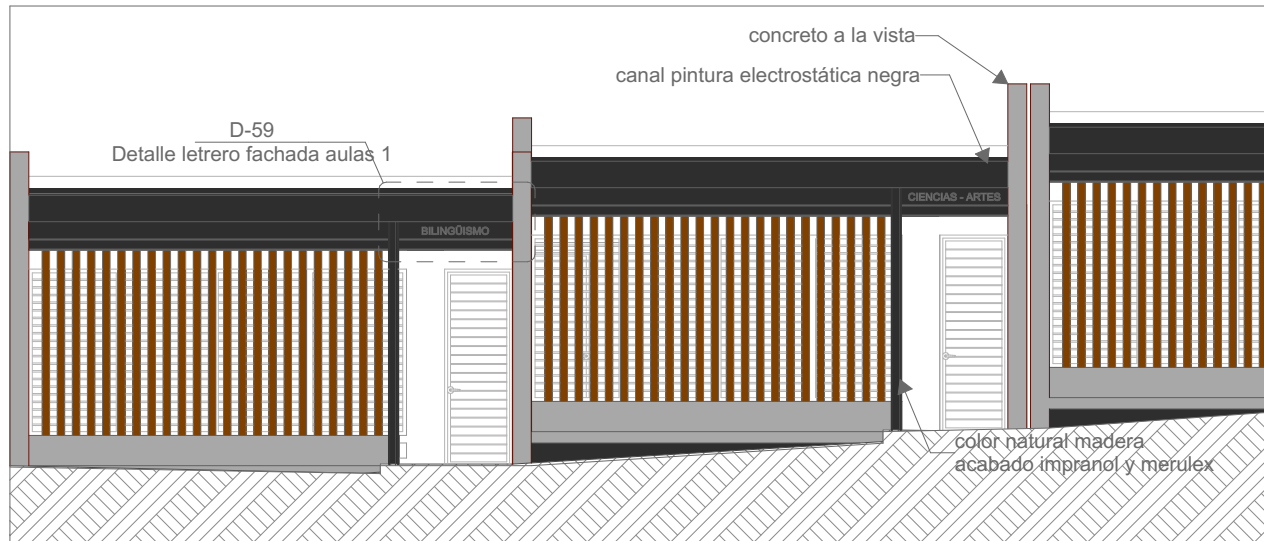 concreto a la vista
canal pintura electrostática negra
D-59
Detalle letrero fachada aulas 1
CIENCIAS - ARTES
BILINGÜISMO
color natural madera
acabado impranol y merulex